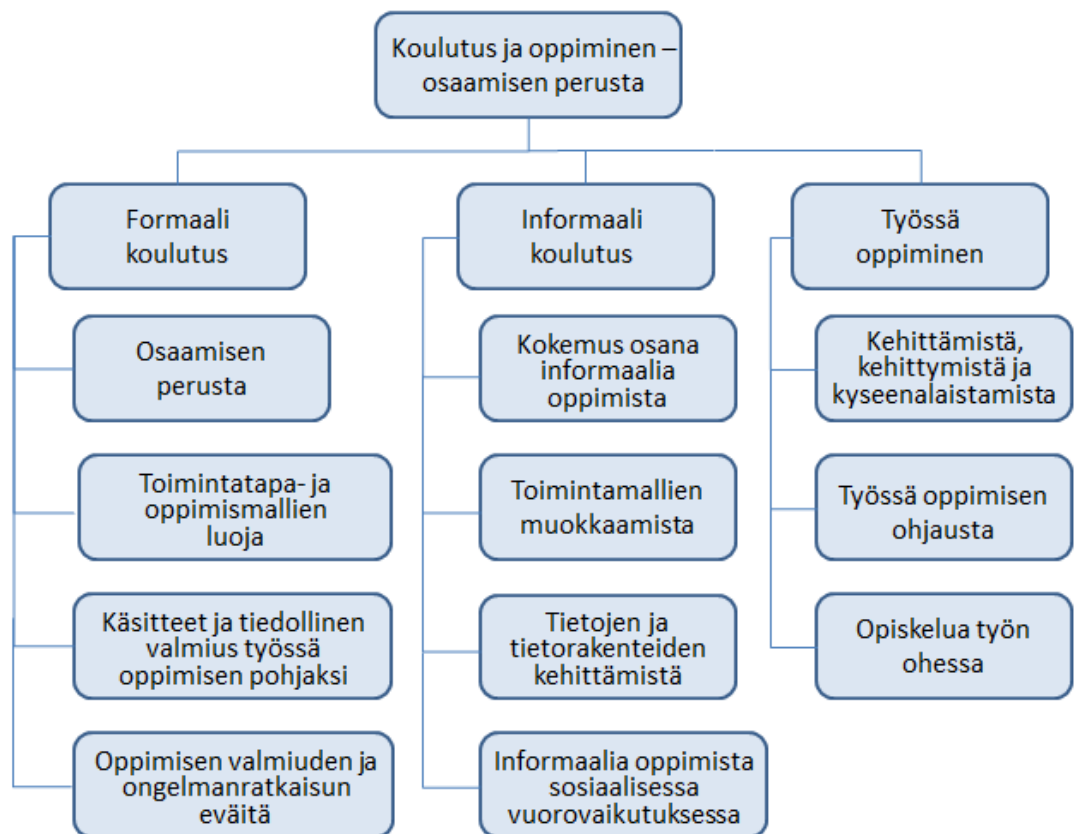 Koulutus ja oppiminen –
osaamisen perusta
Formaali
koulutus
Osaamisen
perusta
Toimintatapa- ja
oppimismallien
luoja
Käsitteet ja tiedollinen
valmius työssä
oppimisen pohjaksi
Oppimisen valmiuden ja
ongelmanratkaisun
eväitä
Informaali
koulutus
Kokemus osana
informaalia
oppimista
Toimintamallien
muokkaamista
Tietojen ja
tietorakenteiden
kehittämistä
Informaalia oppimista
sosiaalisessa
vuorovaikutuksessa
Työssä
oppiminen
Kehittämistä,
kehittymistä ja
kyseenalaistamista
Työssä oppimisen
ohjausta
Opiskelua työn
ohessa